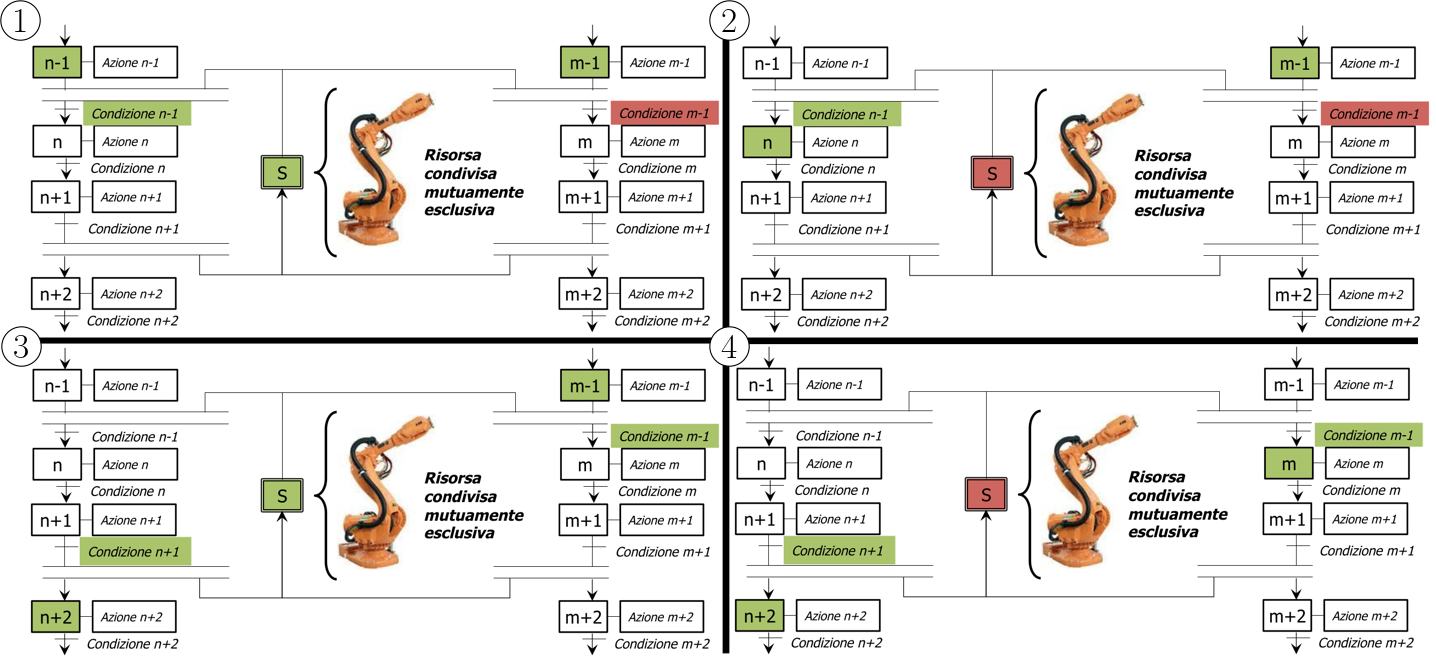 1
n-1
Azione n-1
Condizione n-1
n
Azione n
Condizione n
n+1
Azione n+1
Condizione n+1
n+2
Azione n+2
Condizione n+2
S
Risorsa
condivisa
mutuamente
esclusiva
m-1
Azione m-1
Condizione m-1
m
Azione m
Condizione m
m+1
Azione m+1
Condizione m+1
m+2
Azione m+2
Condizione m+2
2
n-1
Azione n-1
Condizione n-1
n
Azione n
Condizione n
n+1
Azione n+1
Condizione n+1
n+2
Azione n+2
Condizione n+2
S
Risorsa
condivisa
mutuamente
esclusiva
m-1
Azione m-1
Condizione m-1
m
Azione m
Condizione m
m+1
Azione m+1
Condizione m+1
m+2
Azione m+2
Condizione m+2
3
n-1
Azione n-1
Condizione n-1
n
Azione n
Condizione n
n+1
Azione n+1
Condizione n+1
n+2
Azione n+2
Condizione n+2
S
Risorsa
condivisa
mutuamente
esclusiva
m-1
Azione m-1
Condizione m-1
m
Azione m
Condizione m
m+1
Azione m+1
Condizione m+1
m+2
Azione m+2
Condizione m+2
4
n-1
Azione n-1
Condizione n-1
n
Azione n
Condizione n
n+1
Azione n+1
Condizione n+1
n+2
Azione n+2
Condizione n+2
S
Risorsa
condivisa
mutuamente
esclusiva
m-1
Azione m-1
Condizione m-1
m
Azione m
Condizione m
m+1
Azione m+1
Condizione m+1
m+2
Azione m+2
Condizione m+2